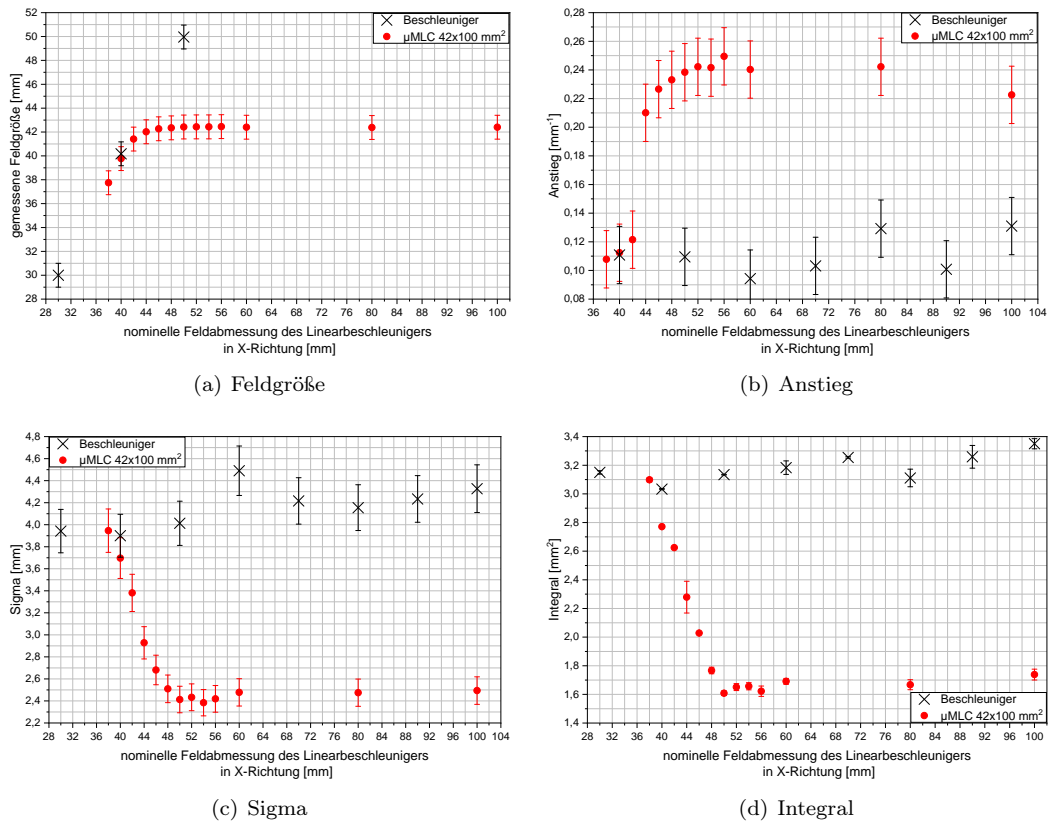 52
50
48
46
44
42
40
38
36
34
32
30
28
gemessene Feldgröße [mm]
Beschleuniger
µMLC 42x100 mm²
28 32 36 40 44 48 52 56 60 64 68 72 76 80 84 88 92 96 100
nominelle Feldabmessung des Linearbeschleunigers
in X-Richtung [mm]
(a) Feldgröße
0,28
0,26
0,24
0,22
0,20
0,18
0,16
0,14
0,12
0,10
0,08
Anstieg [mm⁻¹]
Beschleuniger
µMLC 42x100 mm²
36 40 44 48 52 56 60 64 68 72 76 80 84 88 92 96 100 104
nominelle Feldabmessung des Linearbeschleunigers
in X-Richtung [mm]
(b) Anstieg
4,8
4,6
4,4
4,2
4,0
3,8
3,6
3,4
3,2
3,0
2,8
2,6
2,4
2,2
Sigma [mm]
Beschleuniger
µMLC 42x100 mm²
28 32 36 40 44 48 52 56 60 64 68 72 76 80 84 88 92 96 100 104
nominelle Feldabmessung des Linearbeschleunigers
in X-Richtung [mm]
(c) Sigma
3,4
3,2
3,0
2,8
2,6
2,4
2,2
2,0
1,8
1,6
1,4
Integral [mm²]
Beschleuniger
µMLC 42x100 mm²
28 32 36 40 44 48 52 56 60 64 68 72 76 80 84 88 92 96 100
nominelle Feldabmessung des Linearbeschleunigers
in X-Richtung [mm]
(d) Integral